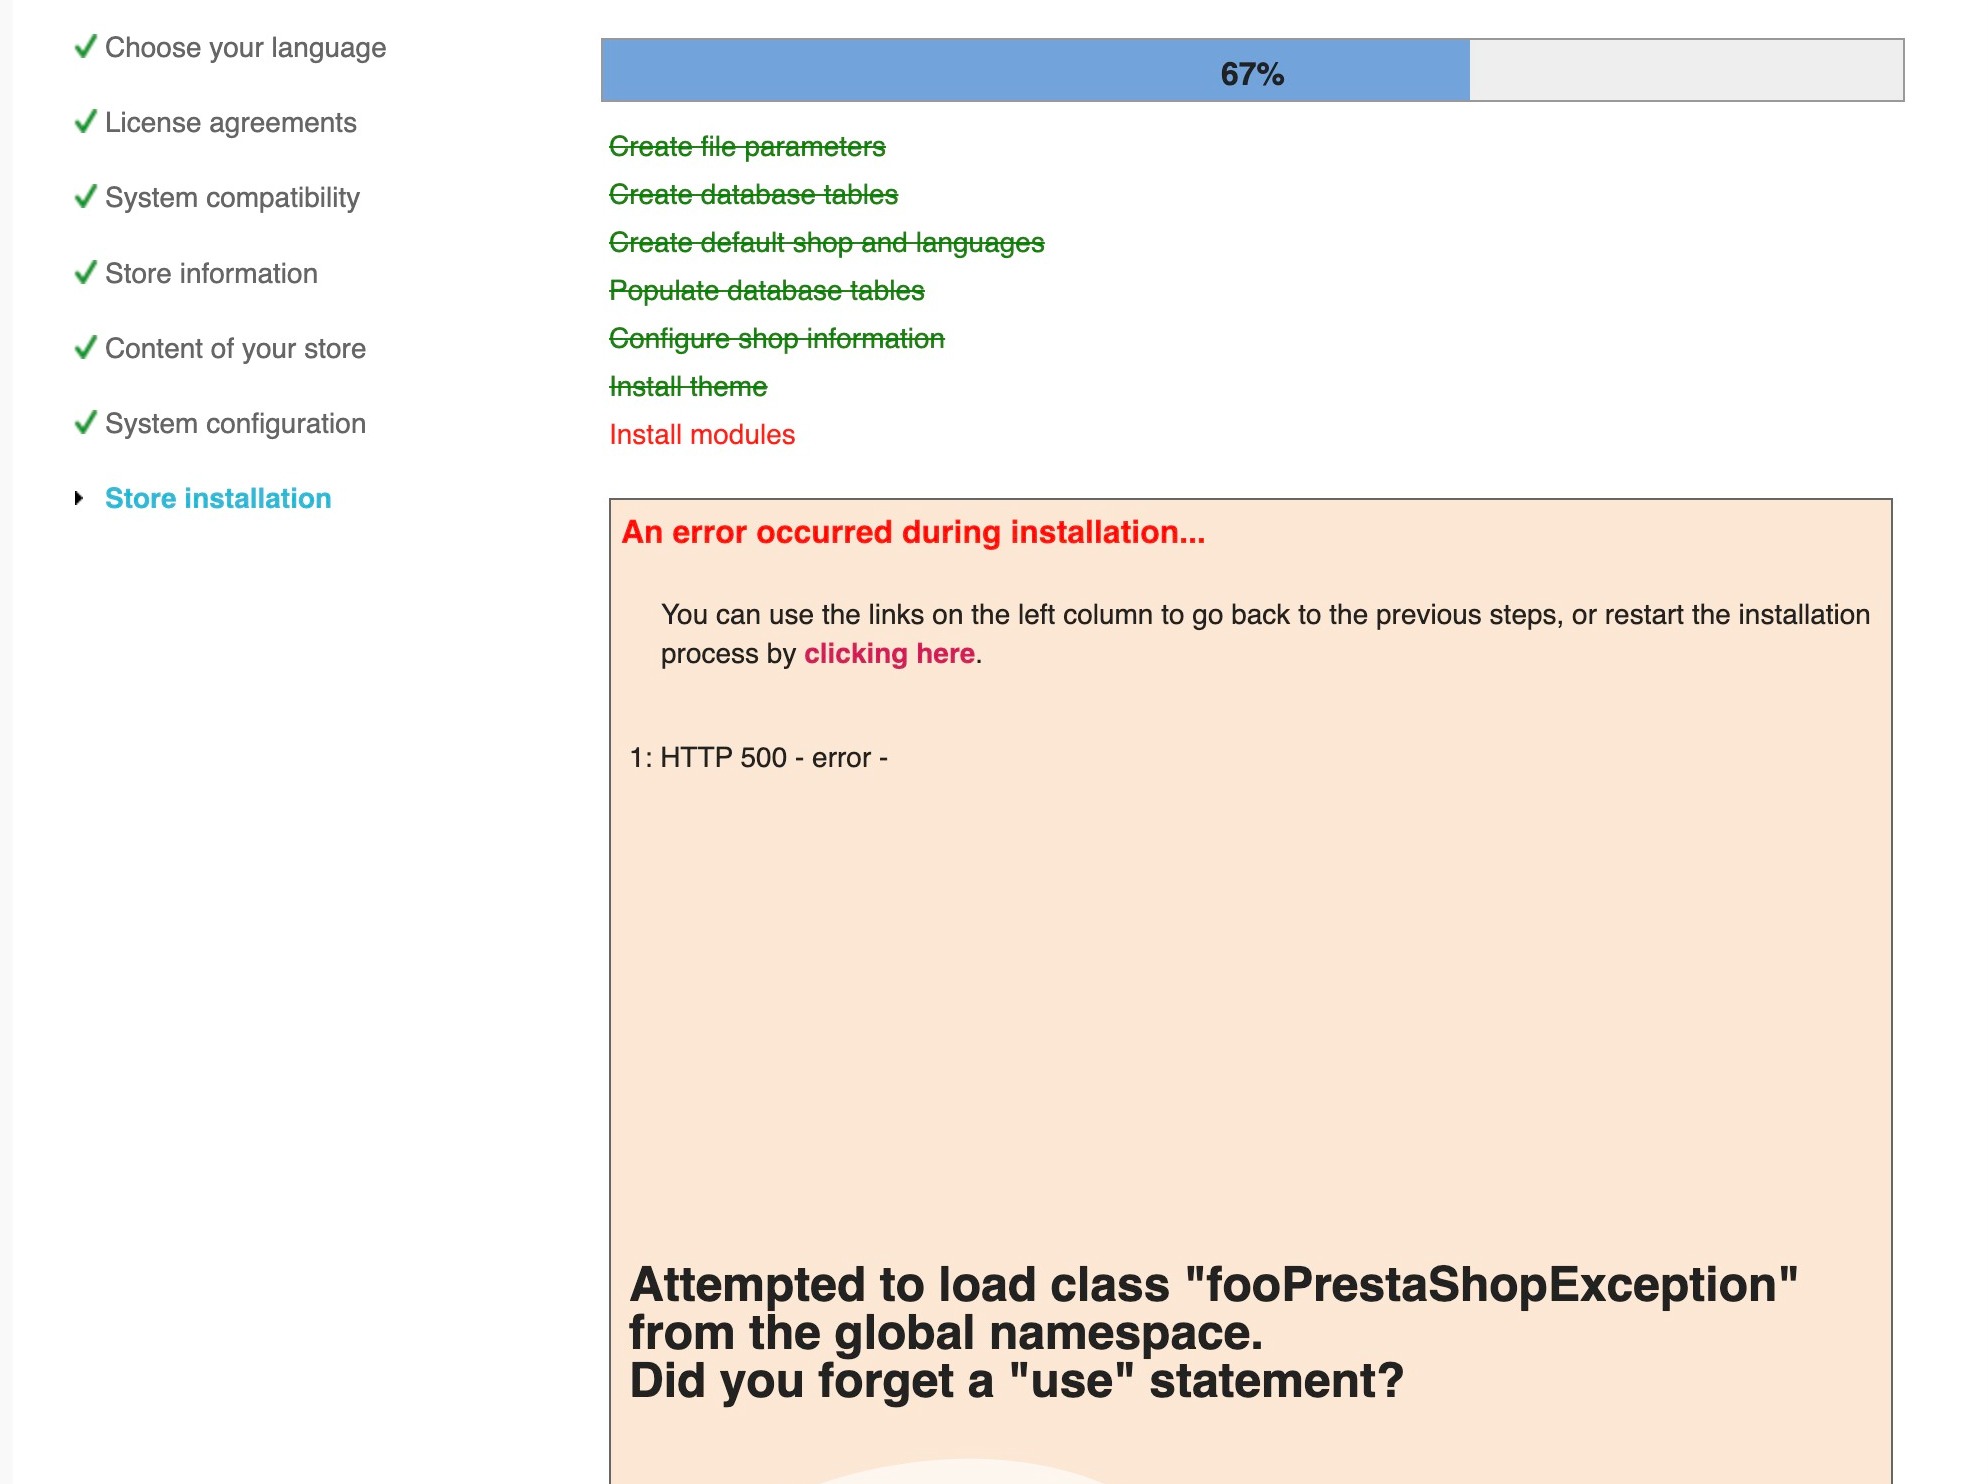 Choose your language
License agreements
System compatibility
Store information
Content of your store
System configuration
Store installation
67%
Create file parameters
Create database tables
Create default shop and languages
Populate database tables
Configure shop information
Install theme
Install modules
An error occurred during installation...
You can use the links on the left column to go back to the previous steps, or restart the installation
process by clicking here.
1: HTTP 500 - error -
Attempted to load class "fooPrestaShopException"
from the global namespace.
Did you forget a "use" statement?